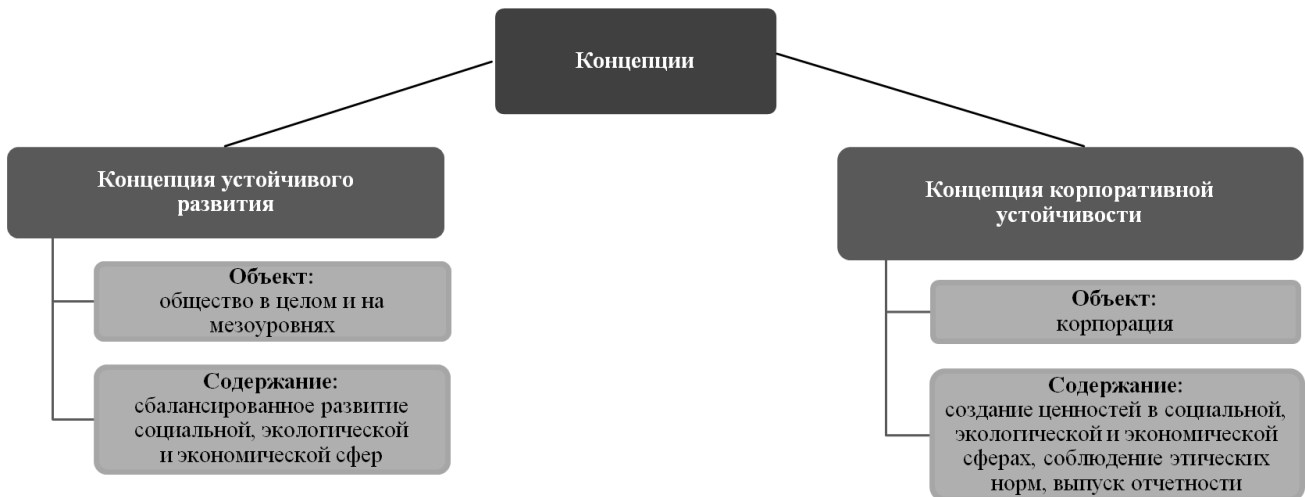 Концепции
Концепция устойчивого
развития
Объект:
общество в целом и на
мезоуровнях
Содержание:
сбалансированное развитие
социальной, экологической
и экономической сфер
Концепция корпоративной
устойчивости
Объект:
корпорация
Содержание:
создание ценностей в социальной,
экологической и экономической
сферах, соблюдение этических
норм, выпуск отчетности